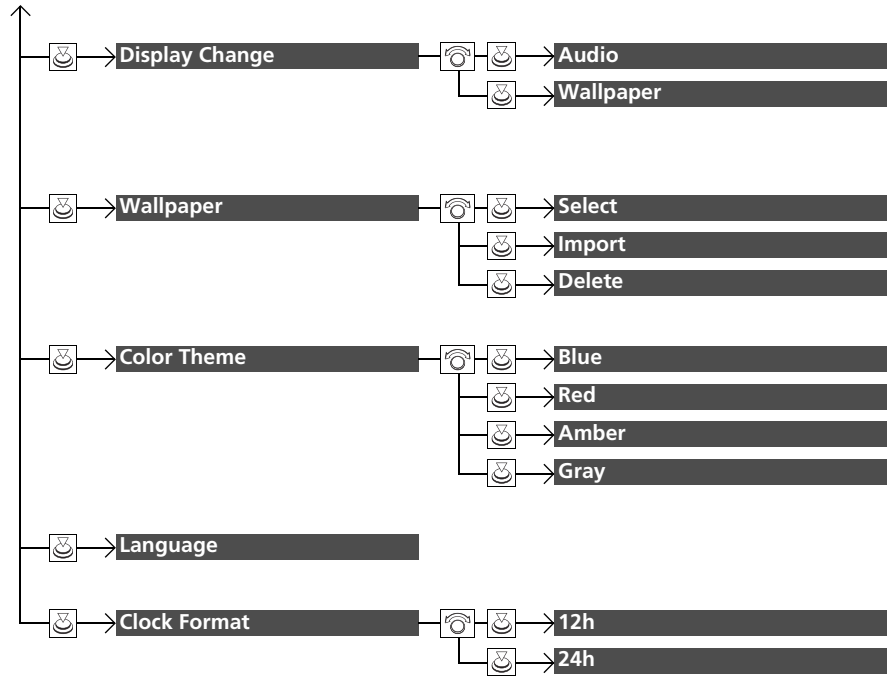 Display Change
Audio
Wallpaper
Wallpaper
Select
Import
Delete
Color Theme
Blue
Red
Amber
Gray
Language
Clock Format
12h
24h